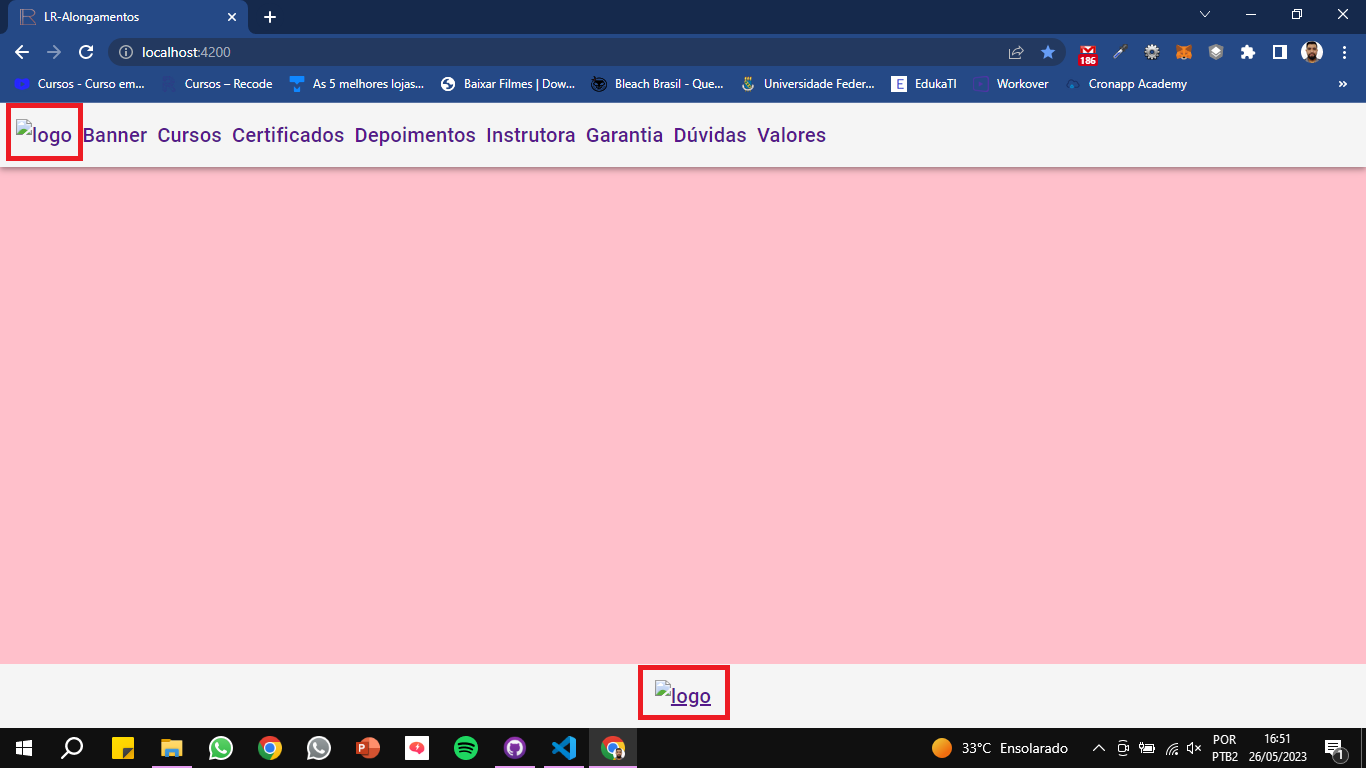 LR-Alongamentos
localhost:4200
186
Cursos - Curso em... Cursos – Recode As 5 melhores lojas... Baixar Filmes | Dow... Bleach Brasil - Que... Universidade Feder... E EdukaTI Workover Cronapp Academy »
logo Banner Cursos Certificados Depoimentos Instrutora Garantia Dúvidas Valores
logo
33°C Ensolarado
POR
PTB2
16:51
26/05/2023
1